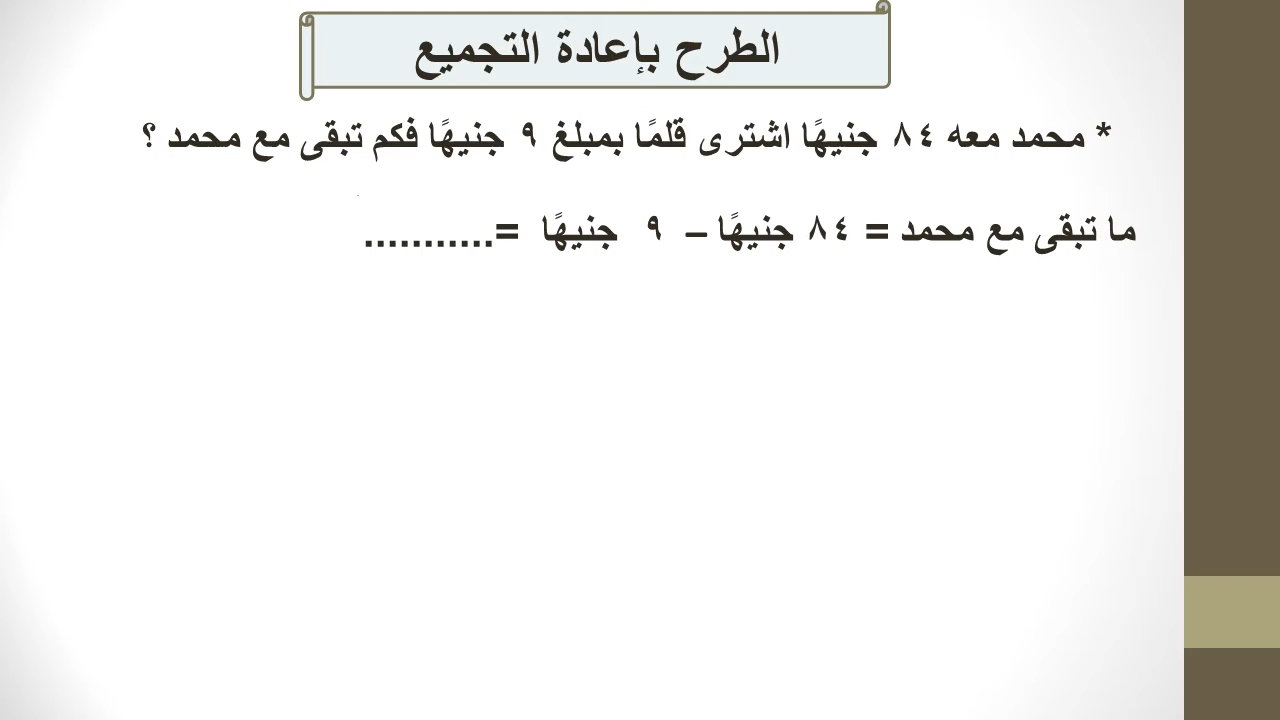 الطرح بإعادة التجميع
* محمد معه ٨٤ جنيهًا اشترى قلمًا بمبلغ ٩ جنيهًا فكم تبقى مع محمد ؟
ما تبقى مع محمد = ٨٤ جنيهًا – ٩ جنيهًا =...........